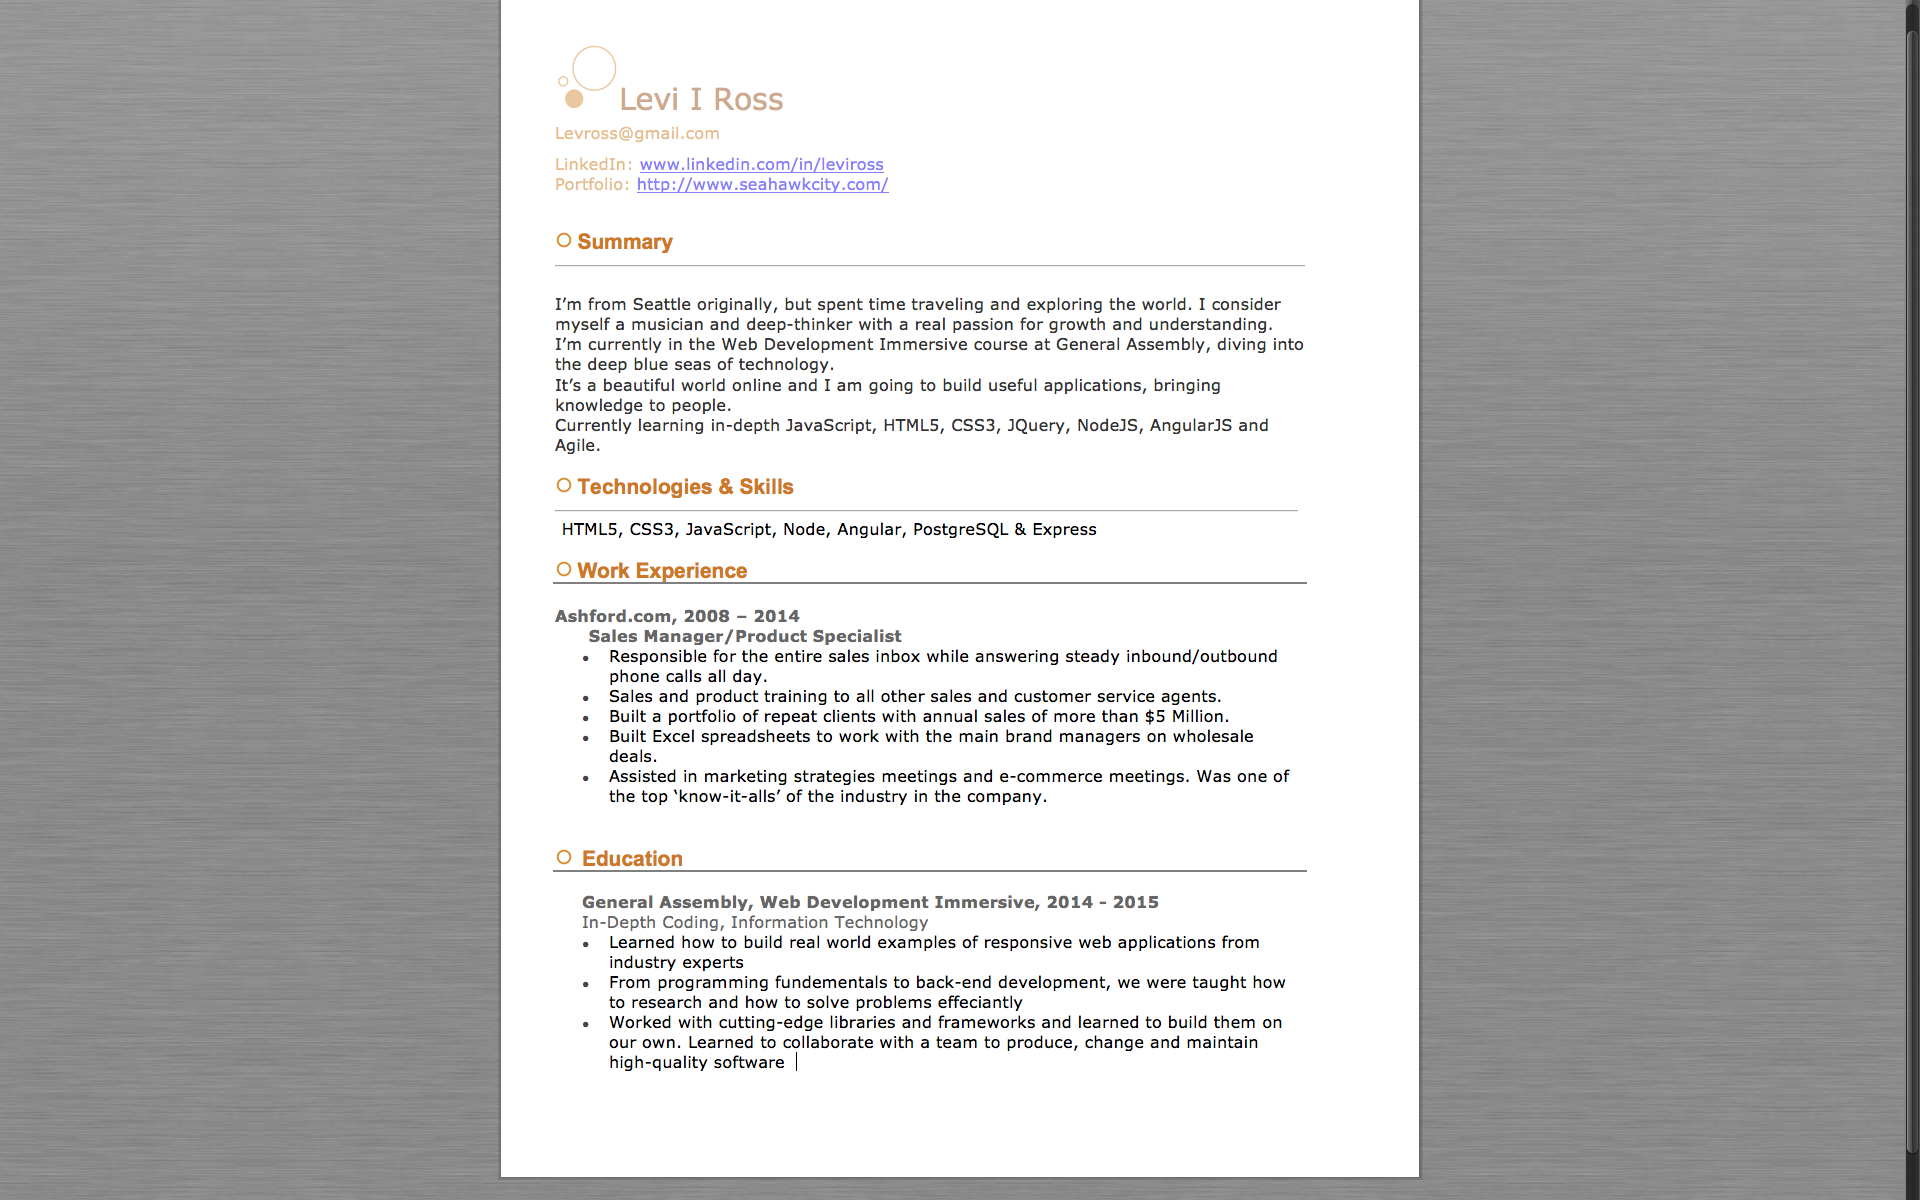 Levi I Ross
Levross@gmail.com
LinkedIn: www.linkedin.com/in/leviross
Portfolio: http://www.seahawkcity.com/
Summary
I’m from Seattle originally, but spent time traveling and exploring the world. I consider
myself a musician and deep-thinker with a real passion for growth and understanding.
I’m currently in the Web Development Immersive course at General Assembly, diving into
the deep blue seas of technology.
It’s a beautiful world online and I am going to build useful applications, bringing
knowledge to people.
Currently learning in-depth JavaScript, HTML5, CSS3, JQuery, NodeJS, AngularJS and
Agile.
Technologies & Skills
HTML5, CSS3, JavaScript, Node, Angular, PostgreSQL & Express
Work Experience
Ashford.com, 2008 – 2014
Sales Manager/Product Specialist
• Responsible for the entire sales inbox while answering steady inbound/outbound
phone calls all day.
• Sales and product training to all other sales and customer service agents.
• Built a portfolio of repeat clients with annual sales of more than $5 Million.
• Built Excel spreadsheets to work with the main brand managers on wholesale
deals.
• Assisted in marketing strategies meetings and e-commerce meetings. Was one of
the top ‘know-it-alls’ of the industry in the company.
Education
General Assembly, Web Development Immersive, 2014 - 2015
In-Depth Coding, Information Technology
• Learned how to build real world examples of responsive web applications from
industry experts
• From programming fundementals to back-end development, we were taught how
to research and how to solve problems effeciantly
• Worked with cutting-edge libraries and frameworks and learned to build them on
our own. Learned to collaborate with a team to produce, change and maintain
high-quality software